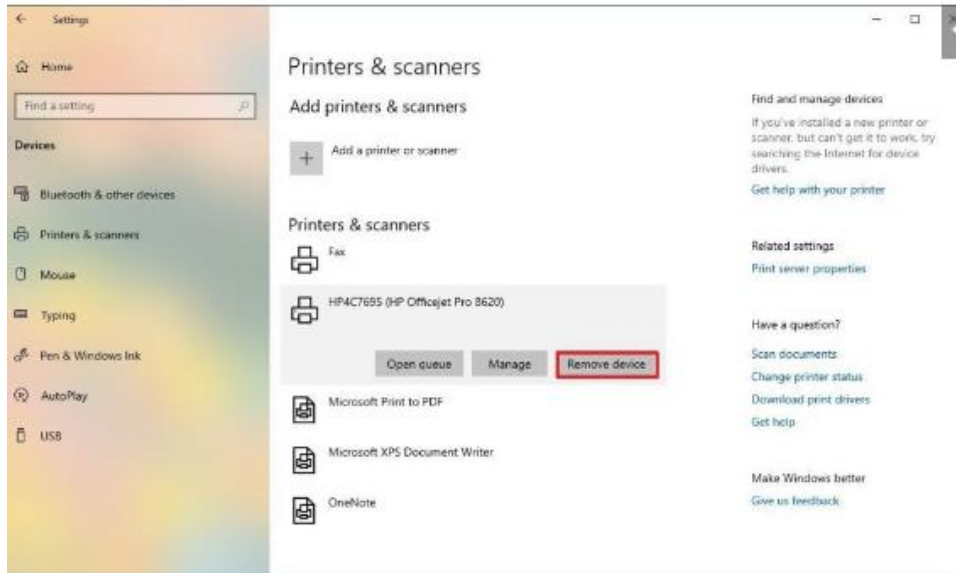 Settings
Home
Find a setting
Devices
Bluetooth & other devices
Printers & scanners
Mouse
Typing
Pen & Windows Ink
AutoPlay
USB
Printers & scanners
Add printers & scanners
Add a printer or scanner
Printers & scanners
Fax
HP4C7695 (HP Officejet Pro 8620)
Open queue Manage Remove device
Microsoft Print to PDF
Microsoft XPS Document Writer
OneNote
Find and manage devices
If you've installed a new printer or
scanner, but can't get it to work, try
searching the Internet for device
drivers.
Get help with your printer
Related settings
Print server properties
Have a question?
Scan documents
Change printer status
Download print drivers
Get help
Make Windows better
Give us feedback